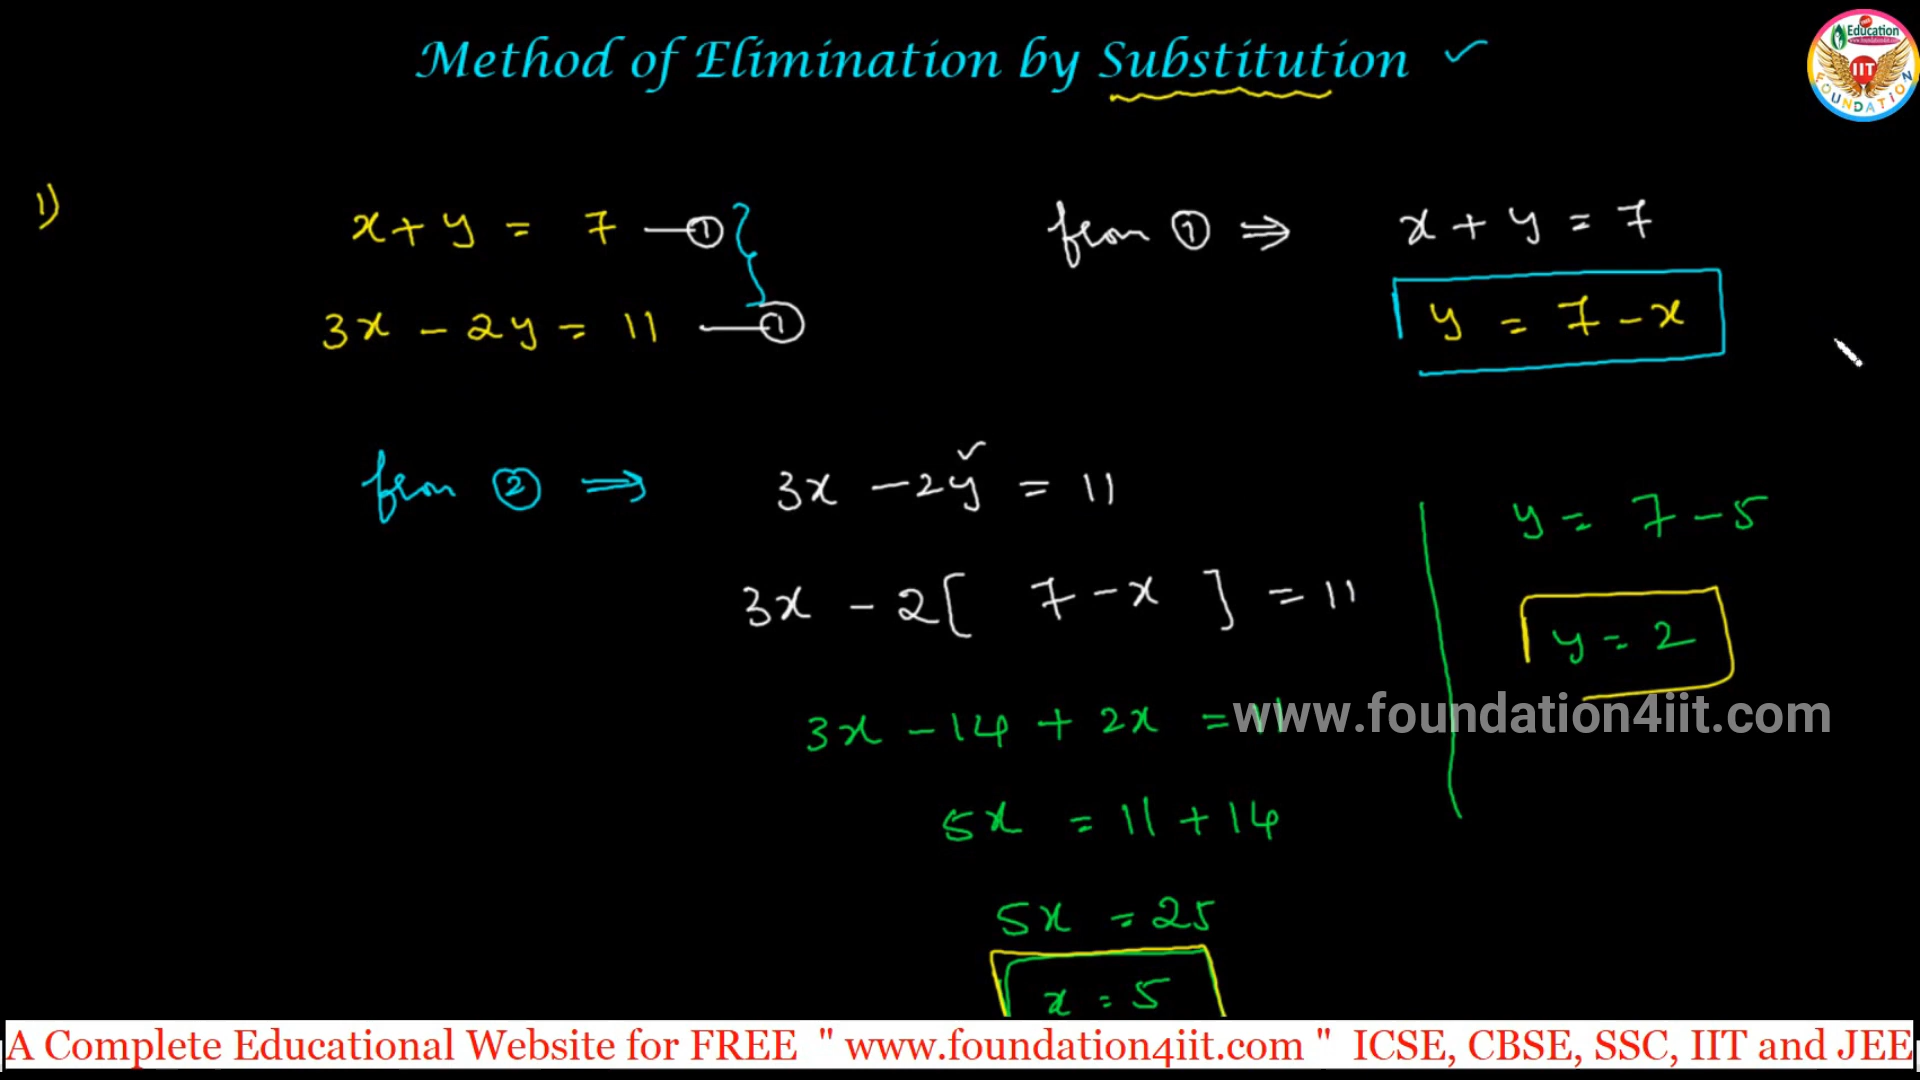 Method of Elimination by Substitution ✓
Education
IIT
FOUNDATION
1)
x + y = 7 —①
3x - 2y = 11 —①
from ① ⇒ x + y = 7
y = 7 - x
from ② ⇒ 3x - 2y = 11
3x - 2[ 7 - x ] = 11
3x - 14 + 2x = 11
5x = 11 + 14
5x = 25
x = 5
y = 7 - 5
y = 2
www.foundation4iit.com
A Complete Educational Website for FREE " www.foundation4iit.com " ICSE, CBSE, SSC, IIT and JEE